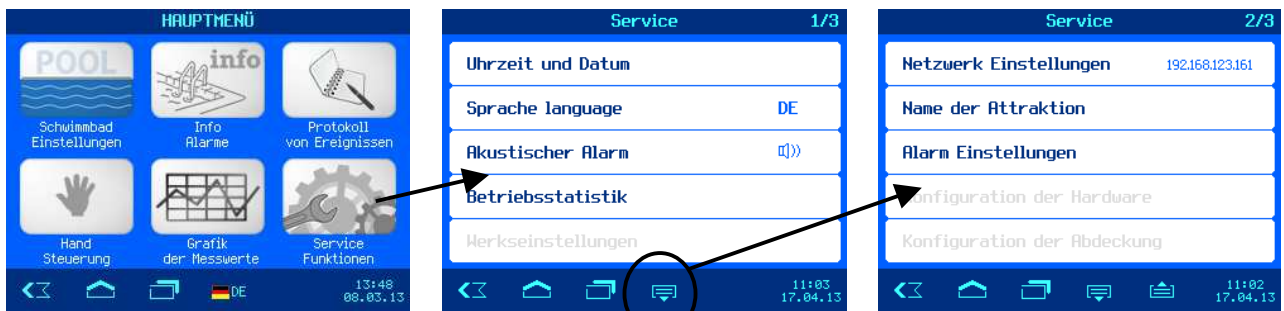 HAUPTMENÜ
POOL
info
Schwimmbad
Einstellungen
Info
Alarme
Protokoll
von Ereignissen
Hand
Steuerung
Grafik
der Messwerte
Service
Funktionen
DE
13:48
08.03.13
Service 1/3
Uhrzeit und Datum
Sprache language DE
Akustischer Alarm
Betriebsstatistik
Werkseinstellungen
11:03
17.04.13
Service 2/3
Netzwerk Einstellungen 192.168.123.161
Name der Attraktion
Alarm Einstellungen
Konfiguration der Hardware
Konfiguration der Abdeckung
11:02
17.04.13